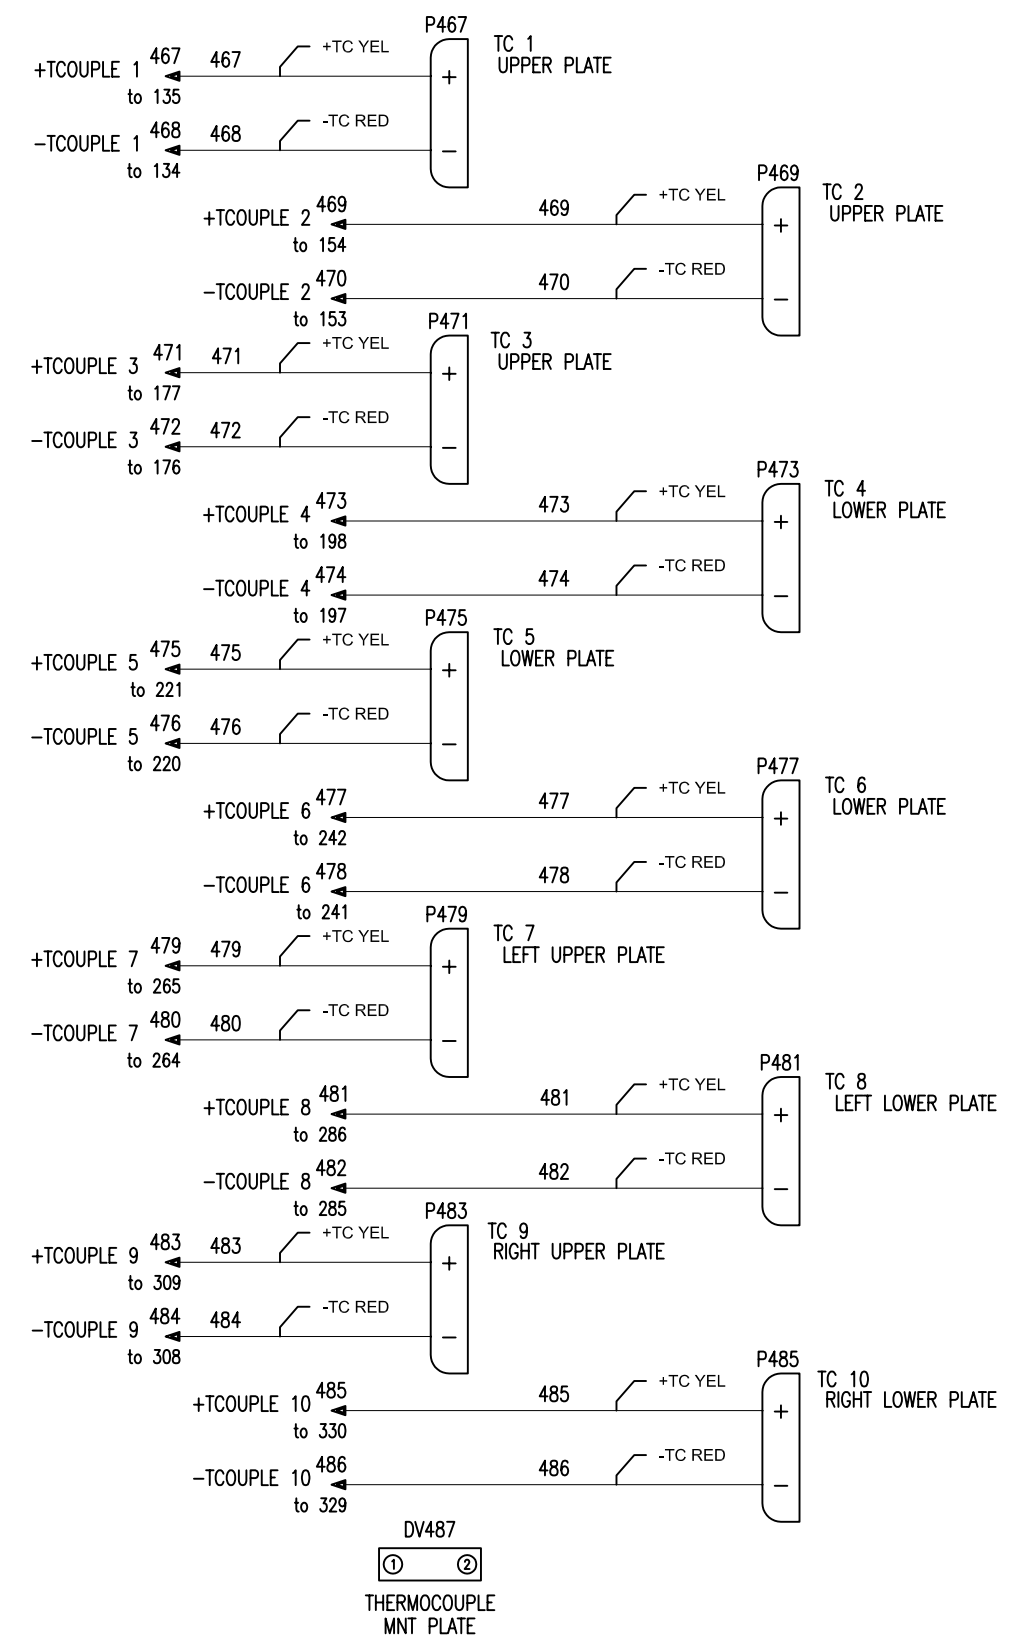 P467
TC 1
UPPER PLATE
+TCOUPLE 1 467 467 +TC YEL +
to 135
-TCOUPLE 1 468 468 -TC RED -
to 134
P469
TC 2
UPPER PLATE
+TCOUPLE 2 469 469 +TC YEL +
to 154
-TCOUPLE 2 470 470 -TC RED -
to 153
P471
TC 3
UPPER PLATE
+TCOUPLE 3 471 471 +TC YEL +
to 177
-TCOUPLE 3 472 472 -TC RED -
to 176
P473
TC 4
LOWER PLATE
+TCOUPLE 4 473 473 +TC YEL +
to 198
-TCOUPLE 4 474 474 -TC RED -
to 197
P475
TC 5
LOWER PLATE
+TCOUPLE 5 475 475 +TC YEL +
to 221
-TCOUPLE 5 476 476 -TC RED -
to 220
P477
TC 6
LOWER PLATE
+TCOUPLE 6 477 477 +TC YEL +
to 242
-TCOUPLE 6 478 478 -TC RED -
to 241
P479
TC 7
LEFT UPPER PLATE
+TCOUPLE 7 479 479 +TC YEL +
to 265
-TCOUPLE 7 480 480 -TC RED -
to 264
P481
TC 8
LEFT LOWER PLATE
+TCOUPLE 8 481 481 +TC YEL +
to 286
-TCOUPLE 8 482 482 -TC RED -
to 285
P483
TC 9
RIGHT UPPER PLATE
+TCOUPLE 9 483 483 +TC YEL +
to 309
-TCOUPLE 9 484 484 -TC RED -
to 308
P485
TC 10
RIGHT LOWER PLATE
+TCOUPLE 10 485 485 +TC YEL +
to 330
-TCOUPLE 10 486 486 -TC RED -
to 329
DV487
1 2
THERMOCOUPLE
MNT PLATE